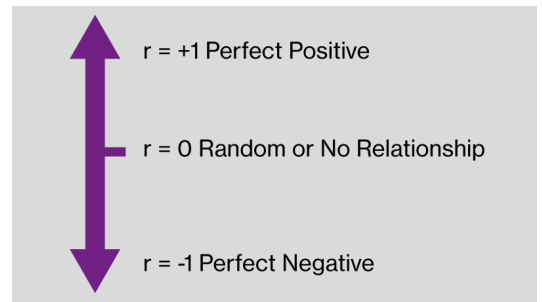 r = +1 Perfect Positive
r = 0 Random or No Relationship
r = -1 Perfect Negative